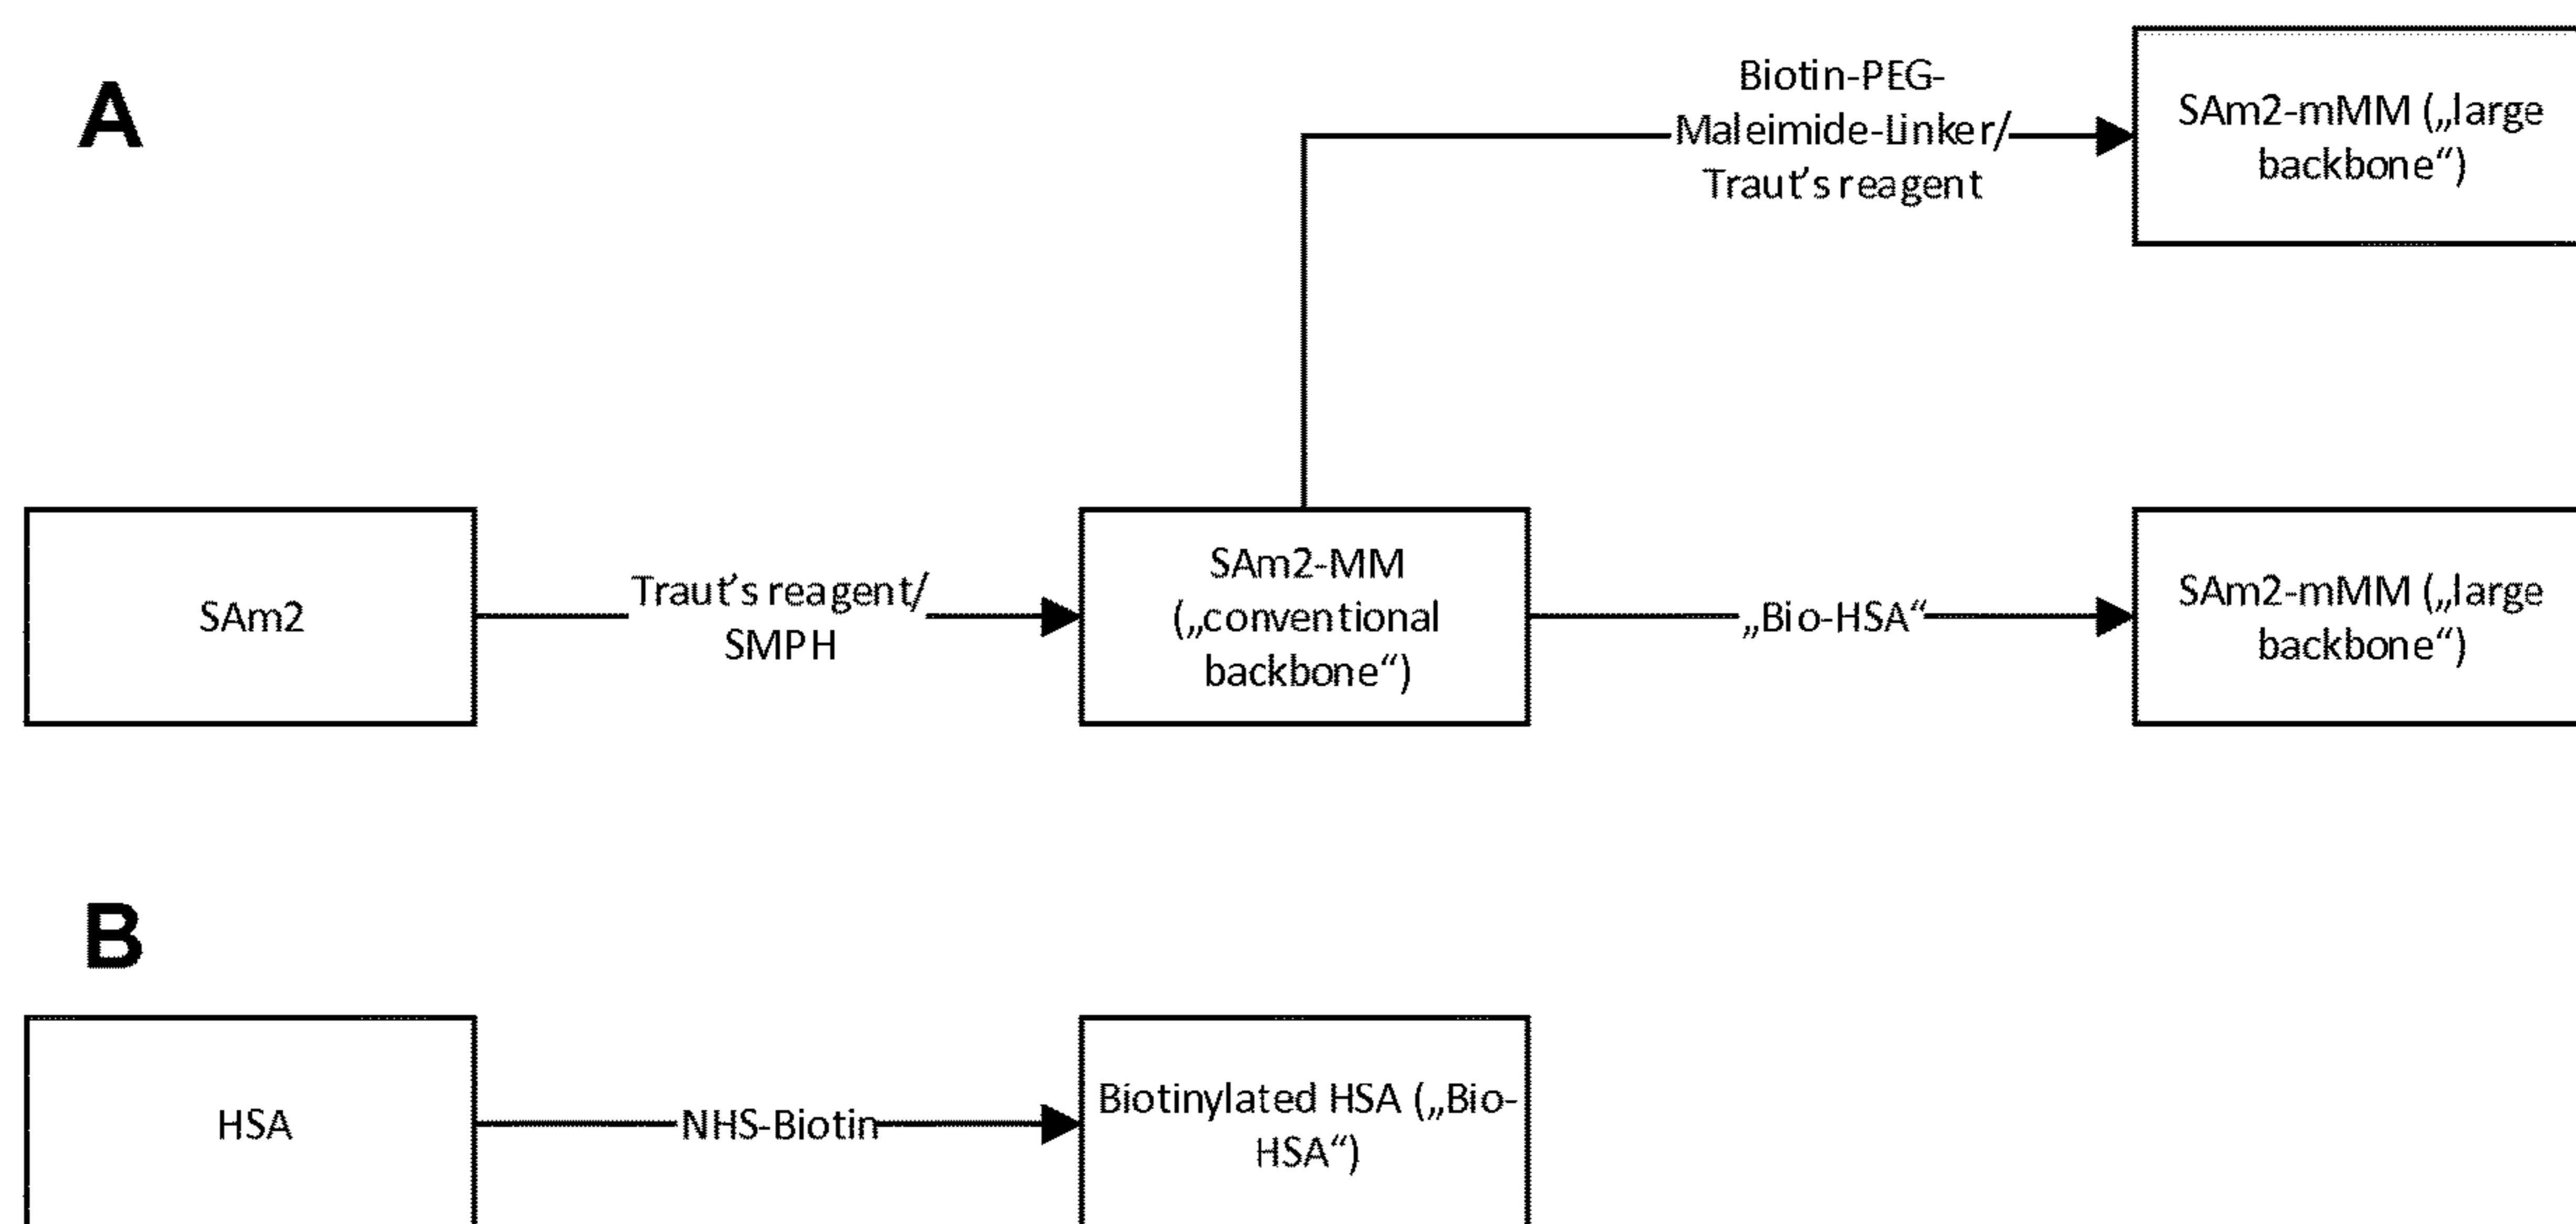 A
Biotin-PEG-
Maleimide-Linker/
Traut's reagent
SAm2-mMM („large
backbone“)
SAm2
Traut's reagent/
SMPH
SAm2-MM
(„conventional
backbone“)
„Bio-HSA“
SAm2-mMM („large
backbone“)
B
HSA
NHS-Biotin
Biotinylated HSA („Bio-
HSA“)